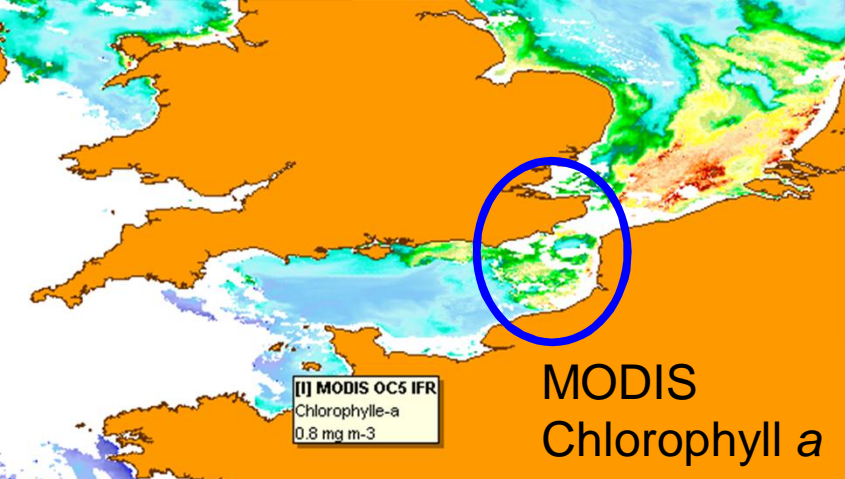 [I] MODIS OC5 IFR
Chlorophylle-a
0.8 mg m-3
MODIS
Chlorophyll a